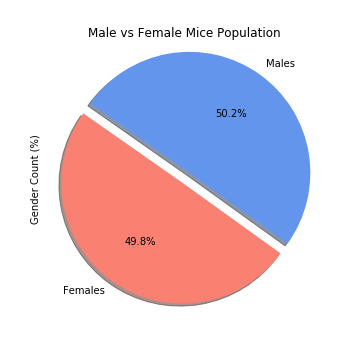 Male vs Female Mice Population
Males
50.2%
Gender Count (%)
49.8%
Females